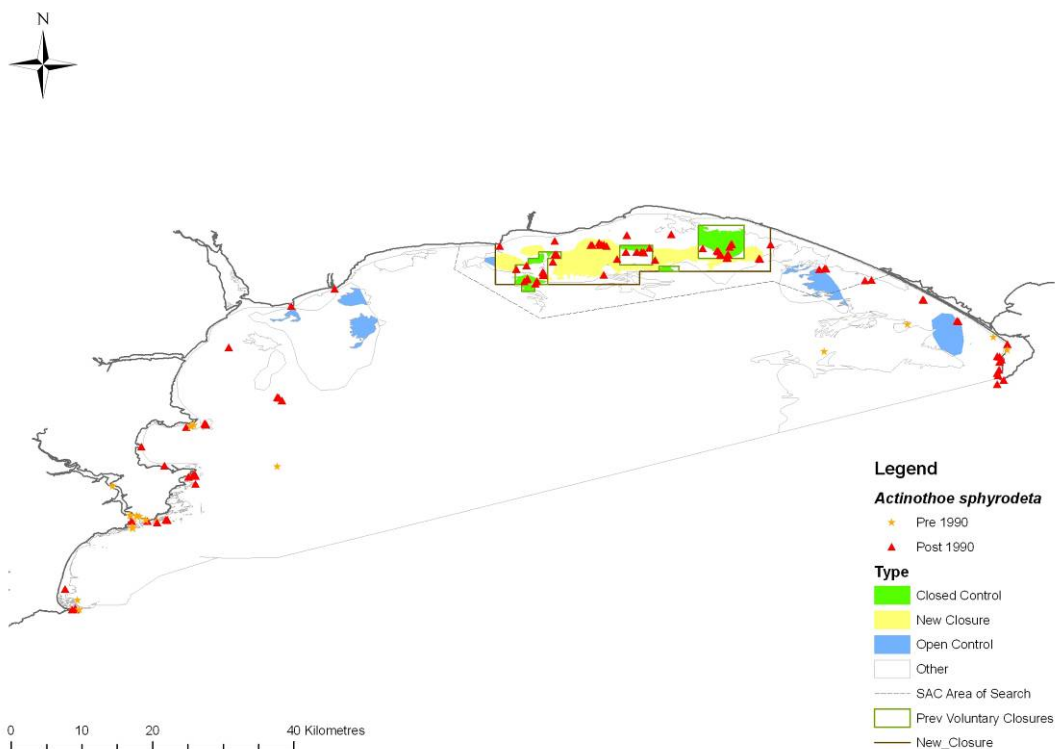 N
Legend
Actinothoe sphyrodeta
Pre 1990
Post 1990
Type
Closed Control
New Closure
Open Control
Other
SAC Area of Search
Prev Voluntary Closures
New_Closure
0 10 20 40 Kilometres